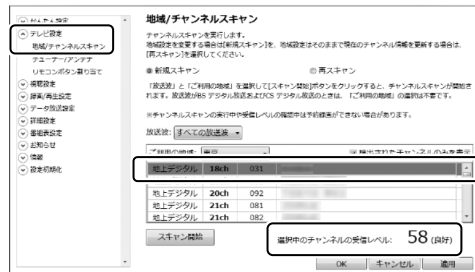 かんたん設定
テレビ設定
地域/チャンネルスキャン
チューナー/アンテナ
リモコンボタン割り当て
視聴設定
録画/再生設定
データ放送設定
詳細設定
番組表設定
お知らせ
情報
設定初期化
地域/チャンネルスキャン
チャンネルスキャンを実行します。
地域設定を変更する場合は[新規スキャン]を、地域設定はそのままで現在のチャンネル情報を更新する場合は、
[再スキャン]を選択してください。
新規スキャン
再スキャン
「放送波」と「ご利用の地域」を選択して[スキャン開始]ボタンをクリックすると、チャンネルスキャンが開始さ
れます。放送波がBS デジタル放送および CS デジタル放送のときは、「ご利用の地域」の選択は不要です。
※チャンネルスキャンの実行中や受信レベルの確認中は予約録画ができない場合があります。
放送波: すべての放送波
ご利用の地域: 東京
検出されたチャンネルのみを表示
地上デジタル 18ch 031
地上デジタル 20ch 092
地上デジタル 21ch 081
地上デジタル 21ch 082
スキャン開始
選択中のチャンネルの受信レベル: 58 (良好)
OK キャンセル 適用